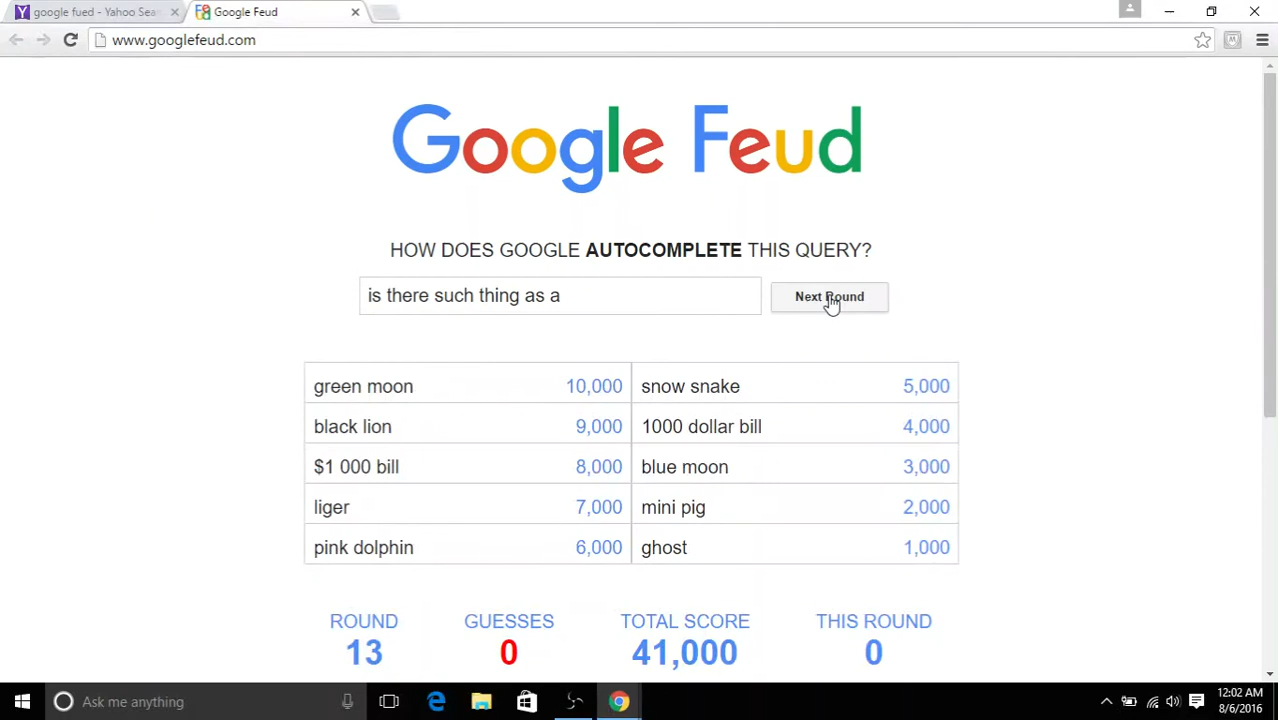 google fued - Yahoo Sea
Google Feud
www.googlefeud.com
Google Feud
HOW DOES GOOGLE AUTOCOMPLETE THIS QUERY?
is there such thing as a
Next Round
green moon 10,000 snow snake 5,000
black lion 9,000 1000 dollar bill 4,000
$1 000 bill 8,000 blue moon 3,000
liger 7,000 mini pig 2,000
pink dolphin 6,000 ghost 1,000
ROUND GUESSES TOTAL SCORE THIS ROUND
13 0 41,000 0
Ask me anything
12:02 AM
8/6/2016